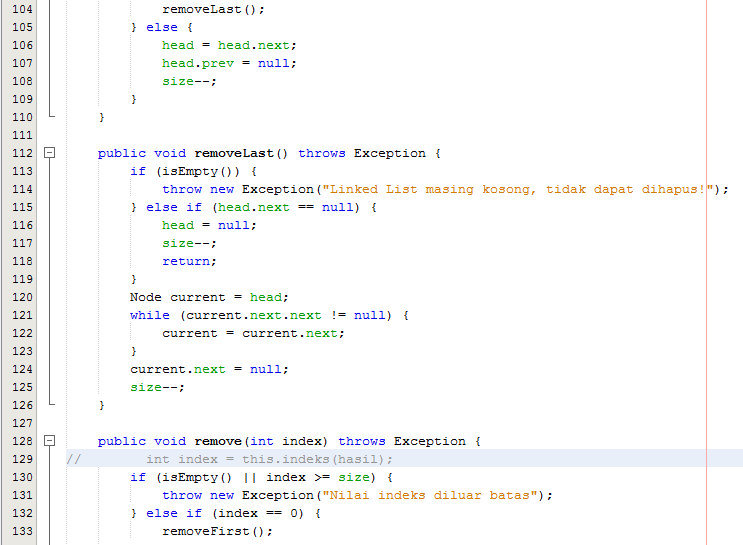 104 removeLast();
105 } else {
106 head = head.next;
107 head.prev = null;
108 size--;
109 }
110 }
111
112 public void removeLast() throws Exception {
113 if (isEmpty()) {
114 throw new Exception("Linked List masing kosong, tidak dapat dihapus!");
115 } else if (head.next == null) {
116 head = null;
117 size--;
118 return;
119 }
120 Node current = head;
121 while (current.next.next != null) {
122 current = current.next;
123 }
124 current.next = null;
125 size--;
126 }
127
128 public void remove(int index) throws Exception {
129 // int index = this.indeks(hasil);
130 if (isEmpty() || index >= size) {
131 throw new Exception("Nilai indeks diluar batas");
132 } else if (index == 0) {
133 removeFirst();